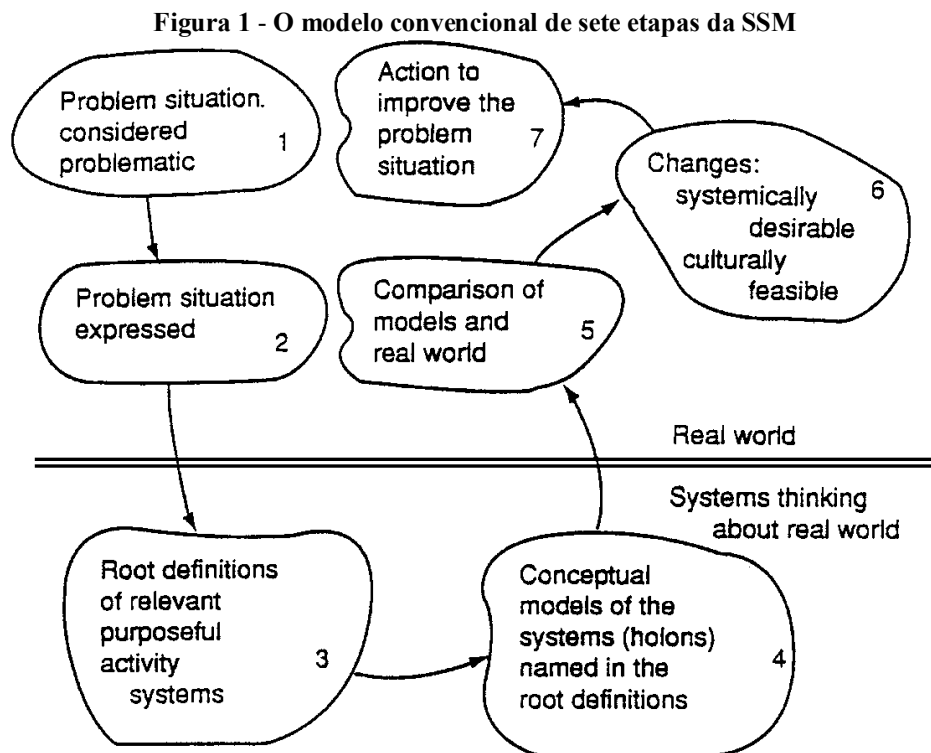 Figura 1 - O modelo convencional de sete etapas da SSM
Problem situation.
considered
problematic
1
Problem situation
expressed
2
Root definitions
of relevant
purposeful
activity
systems
3
Conceptual
models of the
systems (holons)
named in the
root definitions
4
Comparison of
models and
real world
5
Changes:
systemically
desirable
culturally
feasible
6
Action to
improve the
problem
situation
7
Real world
Systems thinking
about real world